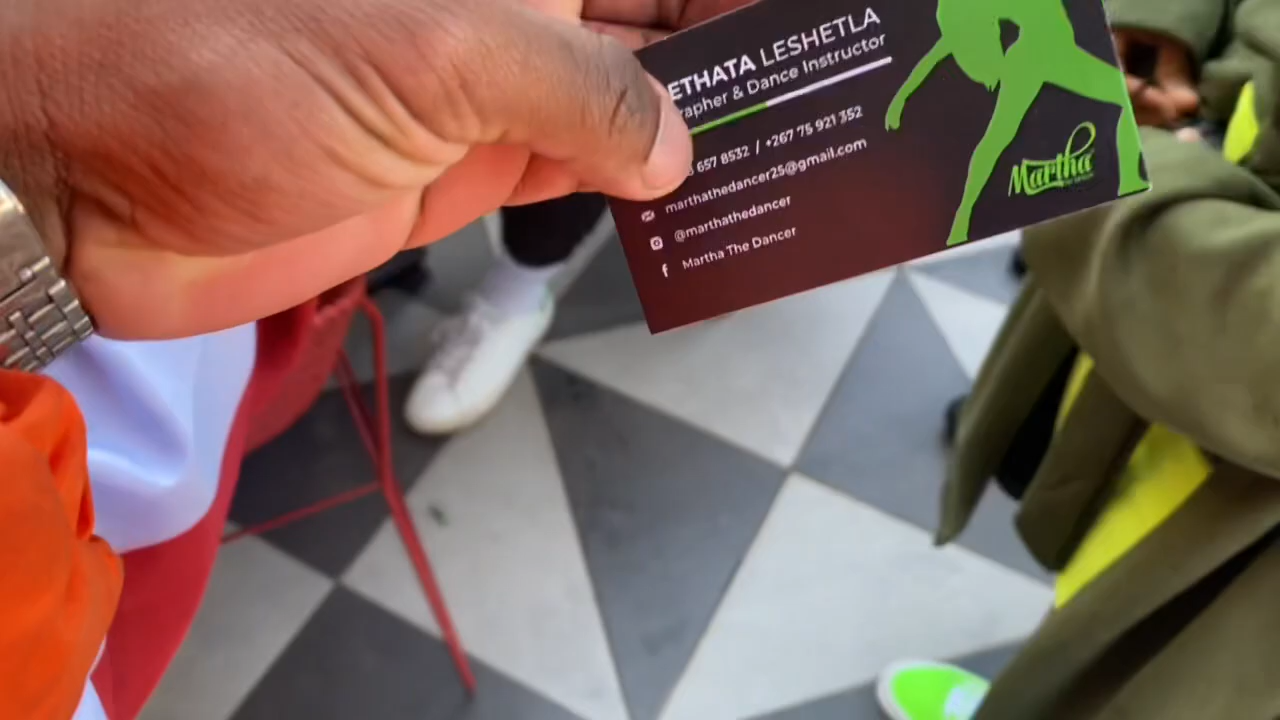 ETHATA LESHETLA
rapher & Dance Instructor
657 8532 / +267 75 921 352
marthathedancer25@gmail.com
@marthathedancer
Martha The Dancer
Martha